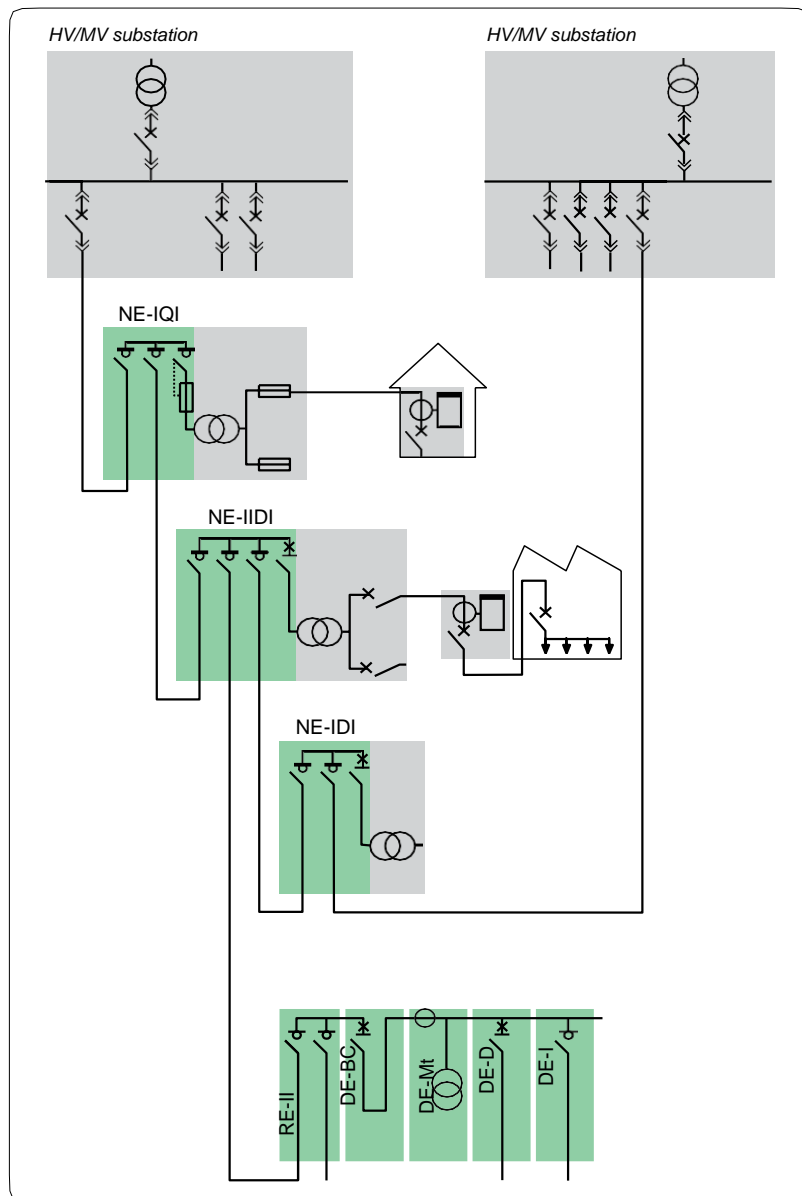 HV/MV substation
HV/MV substation
NE-IQI
NE-IIDI
NE-IDI
RE-II
DE-BC
DE-Mt
DE-D
DE-I